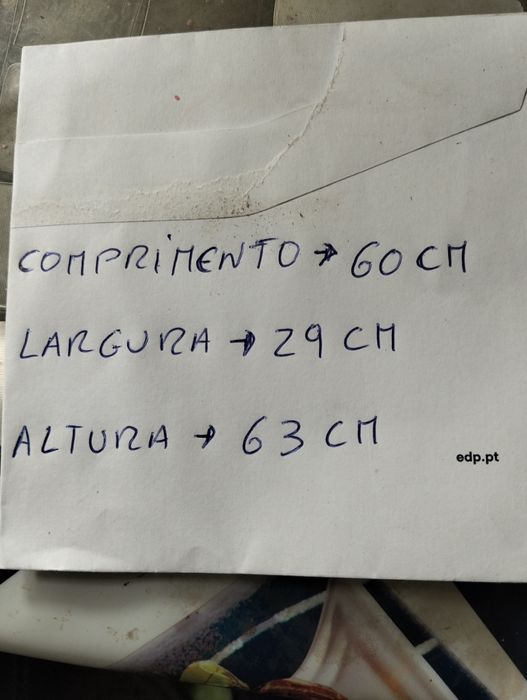 COMPRIMENTO → 60 CM
LARGURA → 29 CM
ALTURA → 63 CM
edp.pt